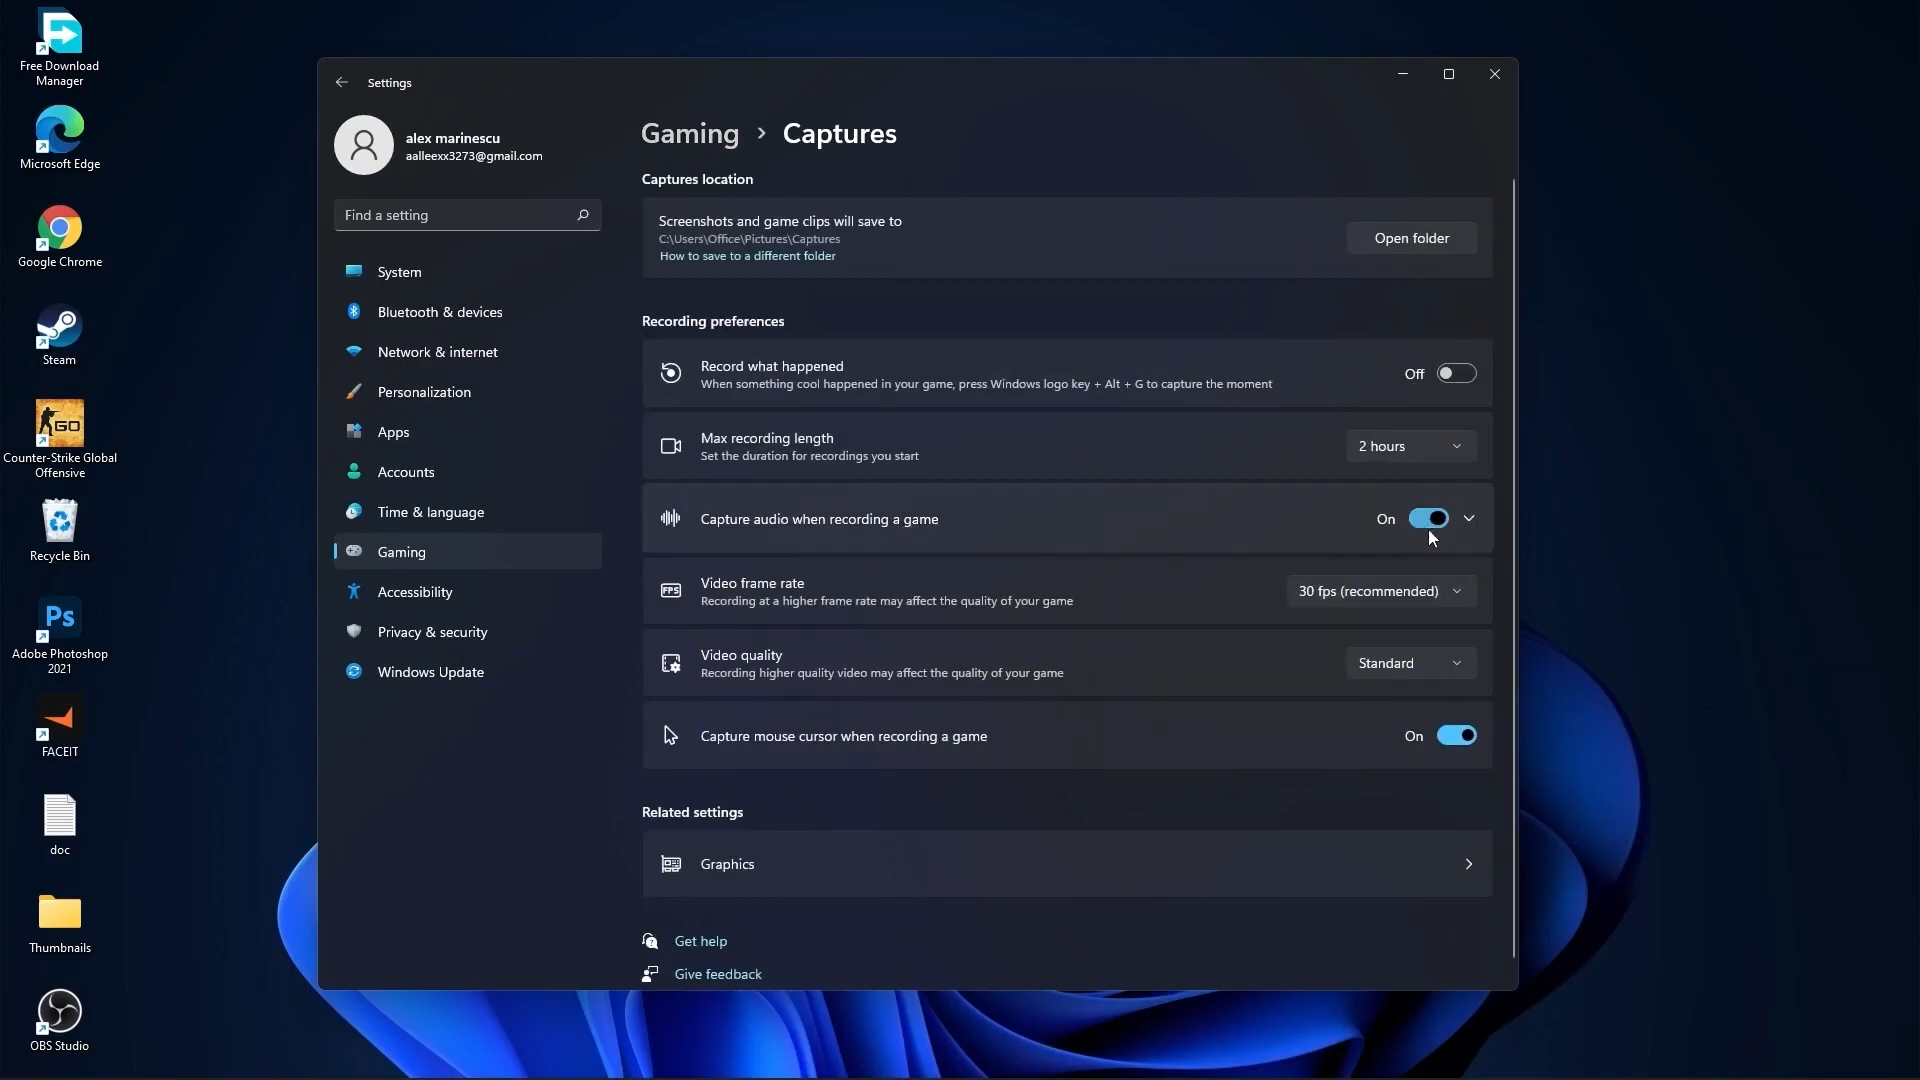 Free Download
Manager
Microsoft Edge
Google Chrome
Steam
GO
Counter-Strike Global
Offensive
Recycle Bin
Ps
Adobe Photoshop
2021
FACEIT
doc
Thumbnails
OBS Studio
Settings
alex marinescu
aalleexx3273@gmail.com
Find a setting
System
Bluetooth & devices
Network & internet
Personalization
Apps
Accounts
Time & language
Gaming
Accessibility
Privacy & security
Windows Update
Gaming › Captures
Captures location
Screenshots and game clips will save to
C:\Users\Office\Pictures\Captures
How to save to a different folder
Open folder
Recording preferences
Record what happened
When something cool happened in your game, press Windows logo key + Alt + G to capture the moment
Off
Max recording length
Set the duration for recordings you start
2 hours
Capture audio when recording a game
On
FPS
Video frame rate
Recording at a higher frame rate may affect the quality of your game
30 fps (recommended)
Video quality
Recording higher quality video may affect the quality of your game
Standard
Capture mouse cursor when recording a game
On
Related settings
Graphics
Get help
Give feedback